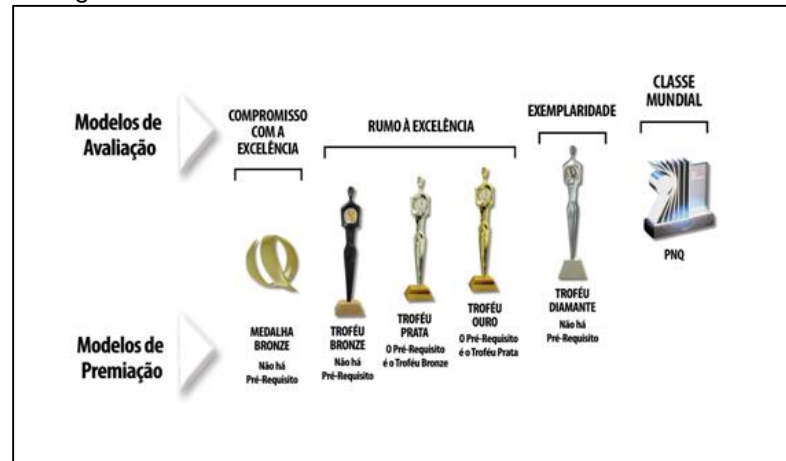 Modelos de
Avaliação
COMPROMISSO
COM A
EXCELÊNCIA
RUMO À EXCELÊNCIA
EXEMPLARIDADE
CLASSE
MUNDIAL
MEDALHA
BRONZE
Não há
Pré-Requisito
TROFÉU
BRONZE
Não há
Pré-Requisito
TROFÉU
PRATA
O Pré-Requisito
é o Troféu Bronze
TROFÉU
OURO
O Pré-Requisito
é o Troféu Prata
TROFÉU
DIAMANTE
Não há
Pré-Requisito
PNQ
Modelos de
Premiação